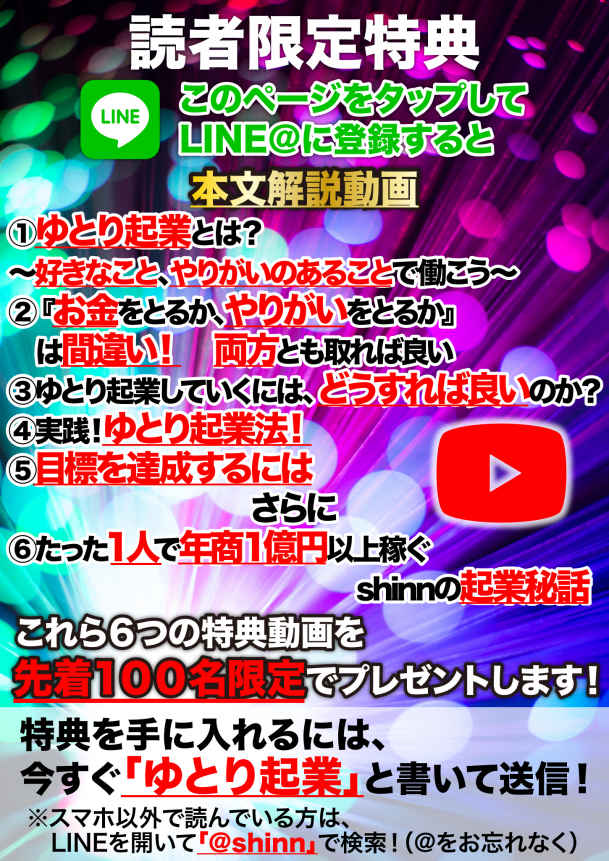 読者限定特典
LINE
このページをタップして
LINE@に登録すると
本文解説動画
①ゆとり起業とは？
～好きなこと、やりがいのあることで働こう～
②『お金をとるか、やりがいをとるか』
は間違い！ 両方とも取れば良い
③ゆとり起業していくには、どうすれば良いのか？
④実践！ゆとり起業法！
⑤目標を達成するには
さらに
⑥たった1人で年商1億円以上稼ぐ
shinnの起業秘話
これら6つの特典動画を
先着100名限定でプレゼントします！
特典を手に入れるには、
今すぐ「ゆとり起業」と書いて送信！
※スマホ以外で読んでいる方は、
LINEを開いて「@shinn」で検索！（@をお忘れなく）